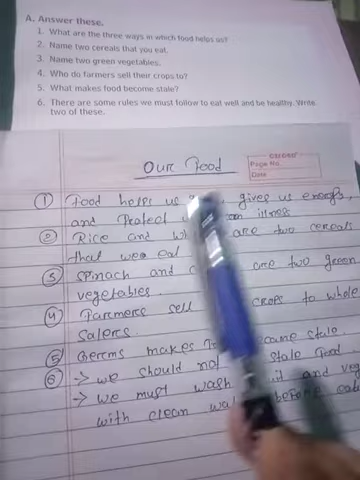 A. Answer these.
1. What are the three ways in which food helps us?
2. Name two cereals that you eat.
3. Name two green vegetables.
4. Who do farmers sell their crops to?
5. What makes food become stale?
6. There are some rules we must follow to eat well and be healthy. Write
two of these.
Our Food
Page No.
Date
① Food helps us gives us energy,
and Protect illness
② Rice and are two cereals
that we eat
③ Spinach and are two green
vegetables.
④ Farmers sell crops to whole
salers.
⑤ Germs makes stale.
⑥ → we should not stale food
→ we must wash and
with clean before